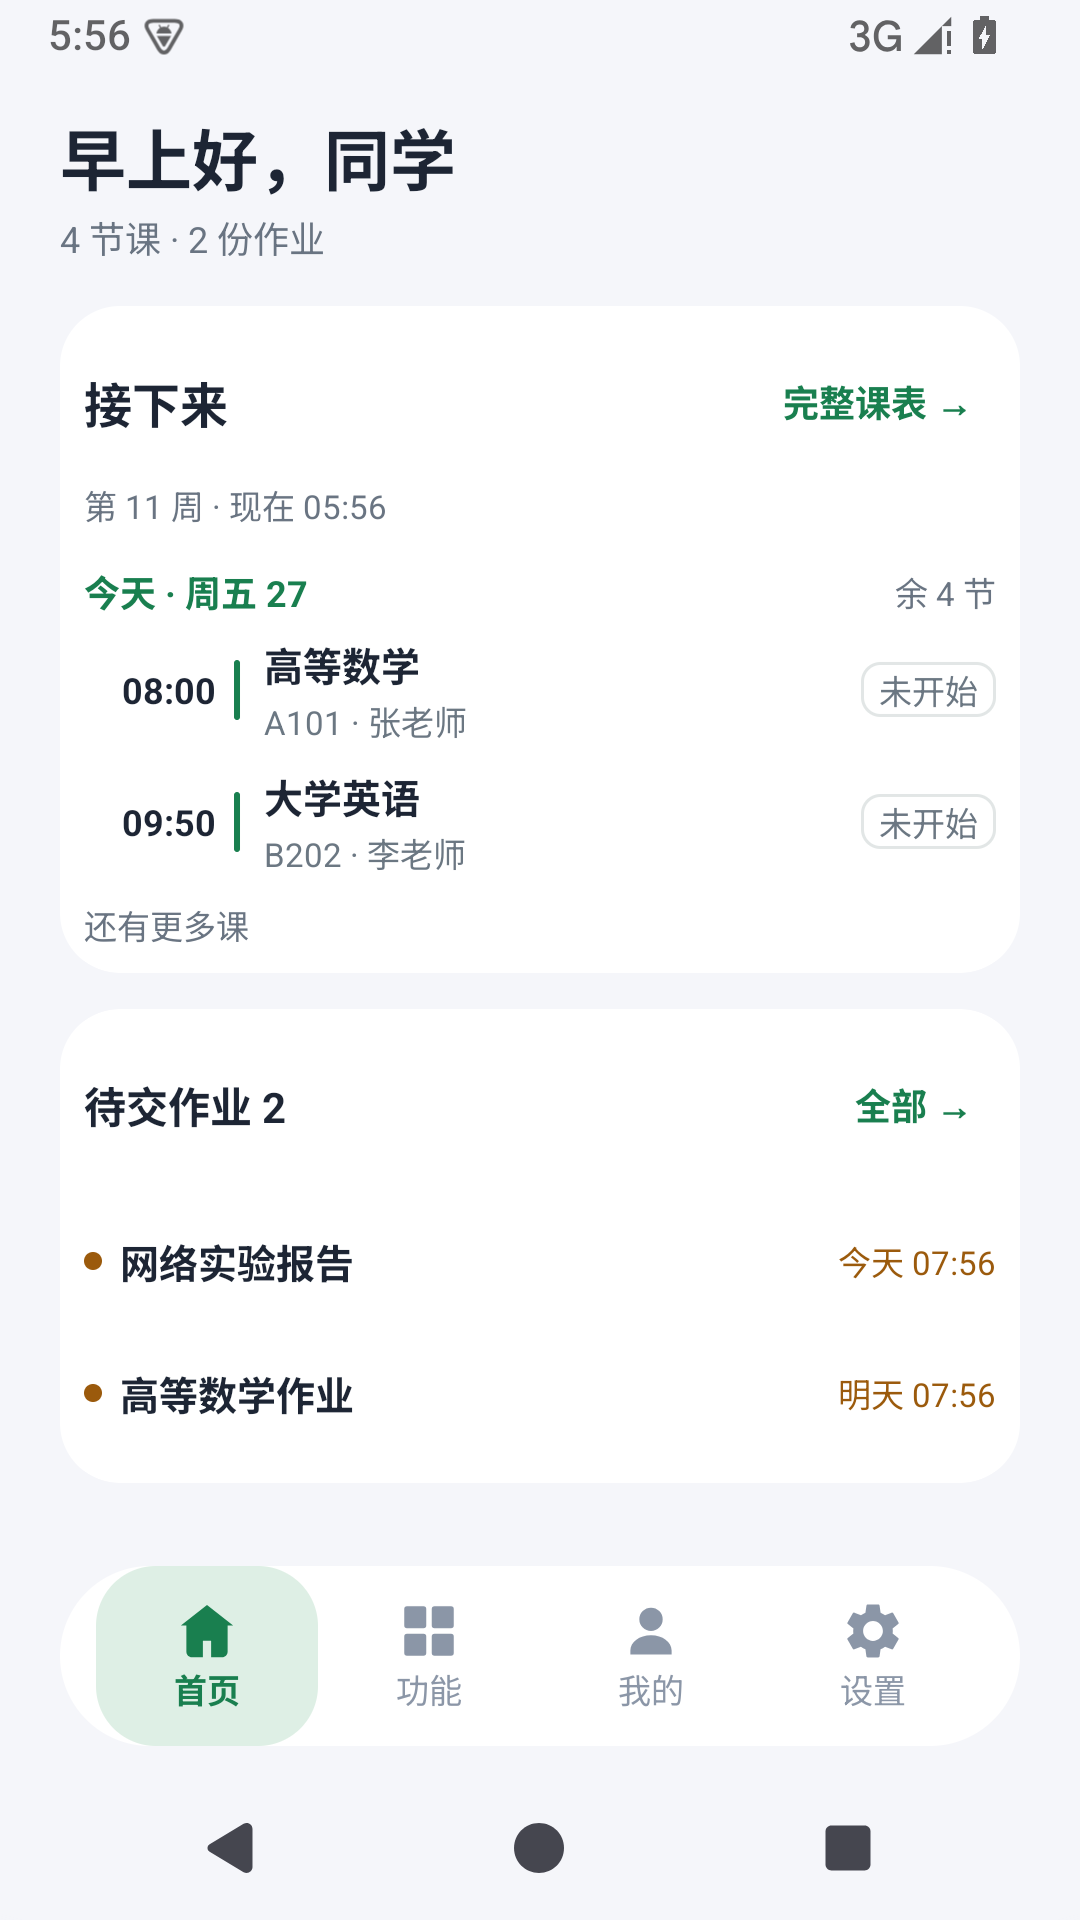 5:56
3G
早上好，同学
4 节课 · 2 份作业
接下来
完整课表 →
第 11 周 · 现在 05:56
今天 · 周五 27
余 4 节
08:00
高等数学
A101 · 张老师
未开始
09:50
大学英语
B202 · 李老师
未开始
还有更多课
待交作业 2
全部 →
网络实验报告
今天 07:56
高等数学作业
明天 07:56
首页
功能
我的
设置